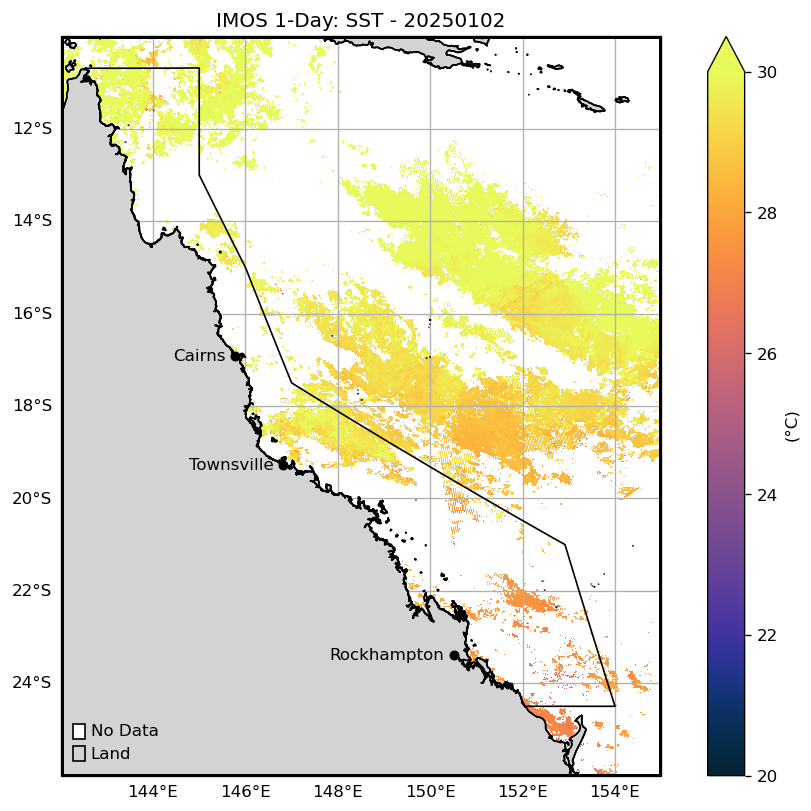 IMOS 1-Day: SST - 20250102
12°S
14°S
16°S
18°S
20°S
22°S
24°S
Cairns
Townsville
Rockhampton
No Data
Land
144°E 146°E 148°E 150°E 152°E 154°E
30
28
26
24
22
20
(°C)